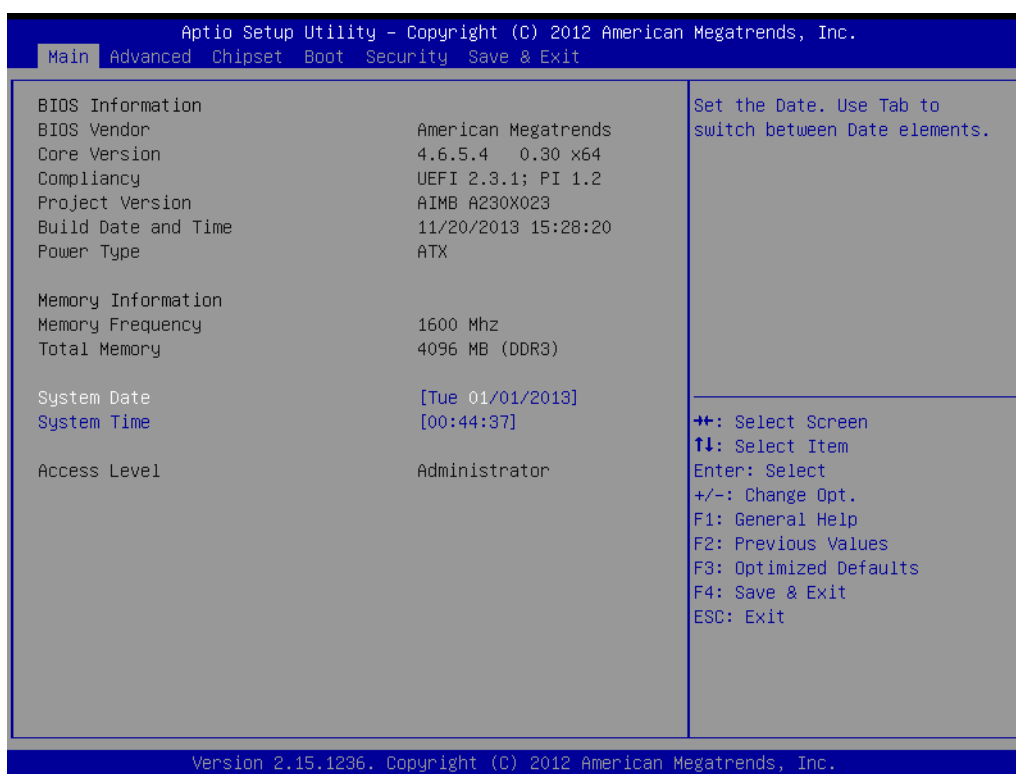 Aptio Setup Utility – Copyright (C) 2012 American Megatrends, Inc.
Main Advanced Chipset Boot Security Save & Exit
BIOS Information
BIOS Vendor American Megatrends
Core Version 4.6.5.4 0.30 x64
Compliancy UEFI 2.3.1; PI 1.2
Project Version AIMB A230X023
Build Date and Time 11/20/2013 15:28:20
Power Type ATX
Memory Information
Memory Frequency 1600 Mhz
Total Memory 4096 MB (DDR3)
System Date [Tue 01/01/2013]
System Time [00:44:37]
Access Level Administrator
Set the Date. Use Tab to
switch between Date elements.
→←: Select Screen
↑↓: Select Item
Enter: Select
+/-: Change Opt.
F1: General Help
F2: Previous Values
F3: Optimized Defaults
F4: Save & Exit
ESC: Exit
Version 2.15.1236. Copyright (C) 2012 American Megatrends, Inc.